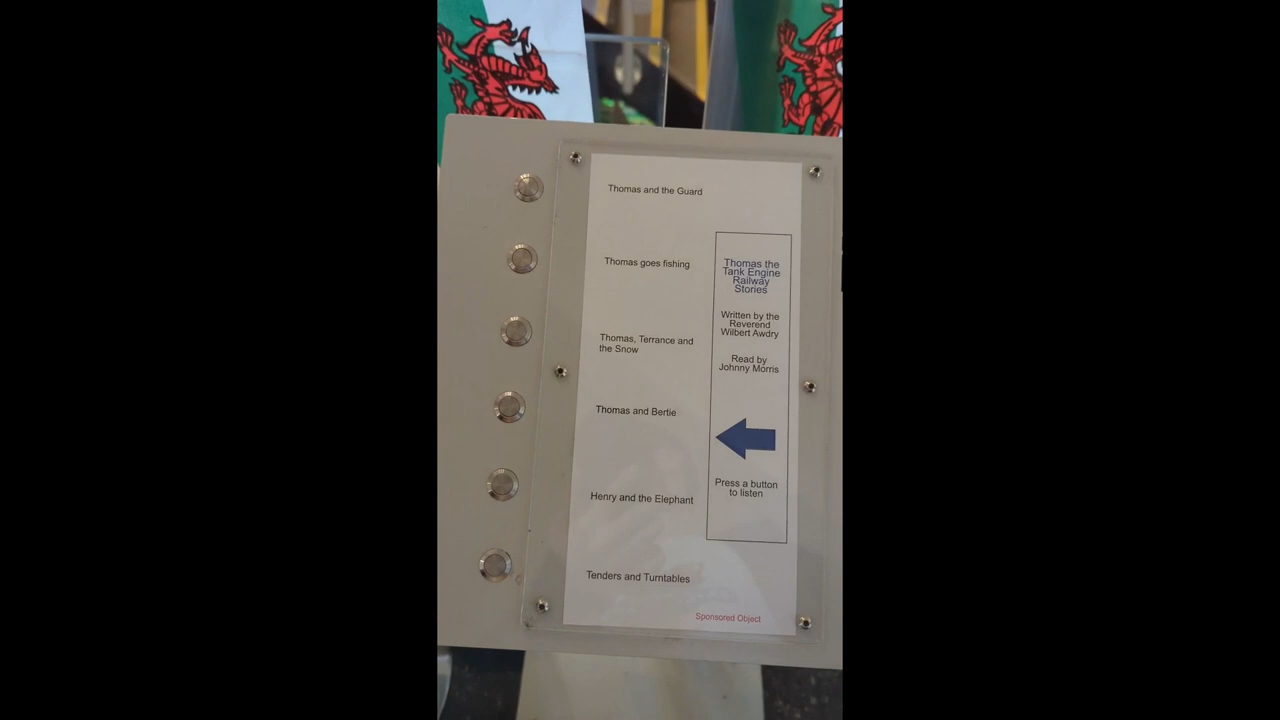 Thomas and the Guard
Thomas goes fishing
Thomas, Terrance and
the Snow
Thomas and Bertie
Henry and the Elephant
Tenders and Turntables
Thomas the
Tank Engine
Railway
Stories
Written by the
Reverend
Wilbert Awdry
Read by
Johnny Morris
Press a button
to listen
Sponsored Object